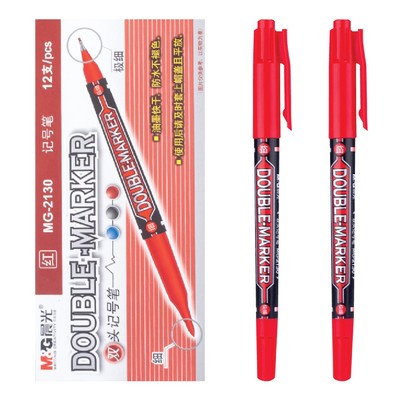 12支/pcs
记号笔
MG-2130
红
M&G晨光
DOUBLE-MARKER
双头记号笔
极细
细
•油墨快干，防水不褪色。
•使用后请及时套上帽盖且平放。
DOUBLE-MARKER
DOUBLE-MARKER
DOUBLE-MARKER